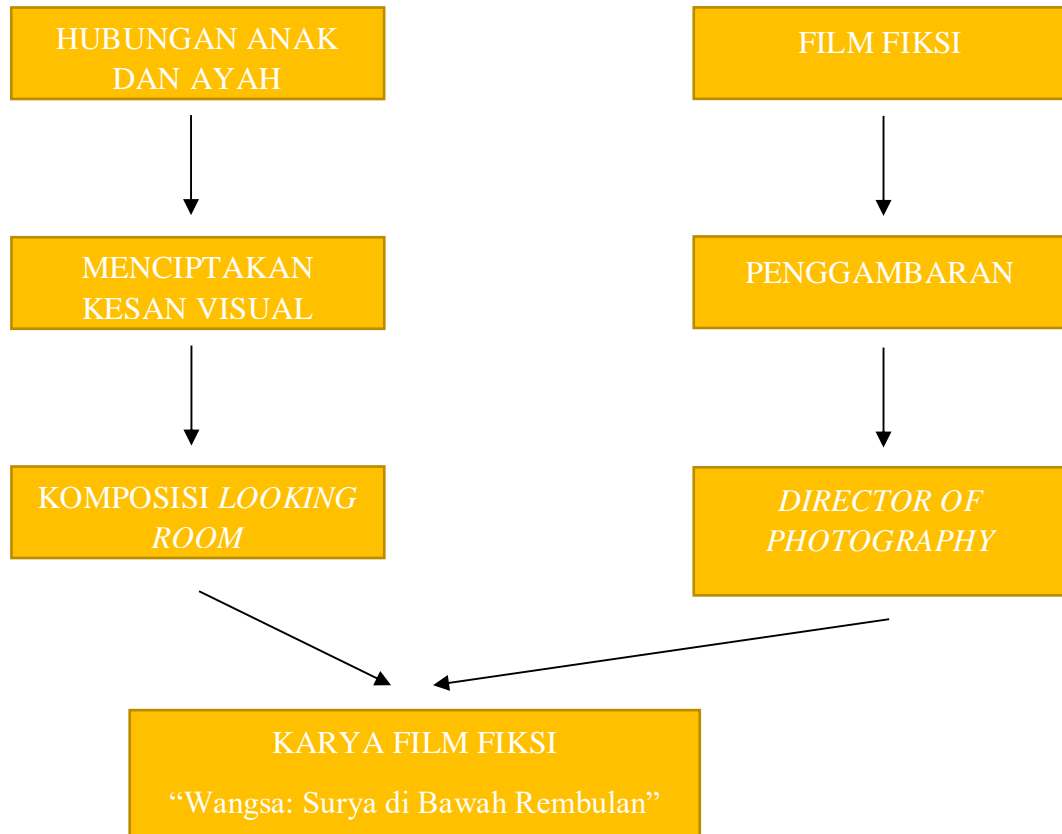 HUBUNGAN ANAK
DAN AYAH
FILM FIKSI
MENCIPTAKAN
KESAN VISUAL
PENGGAMBARAN
KOMPOSISI LOOKING
ROOM
DIRECTOR OF
PHOTOGRAPHY
KARYA FILM FIKSI
“Wangsa: Surya di Bawah Rembulan”